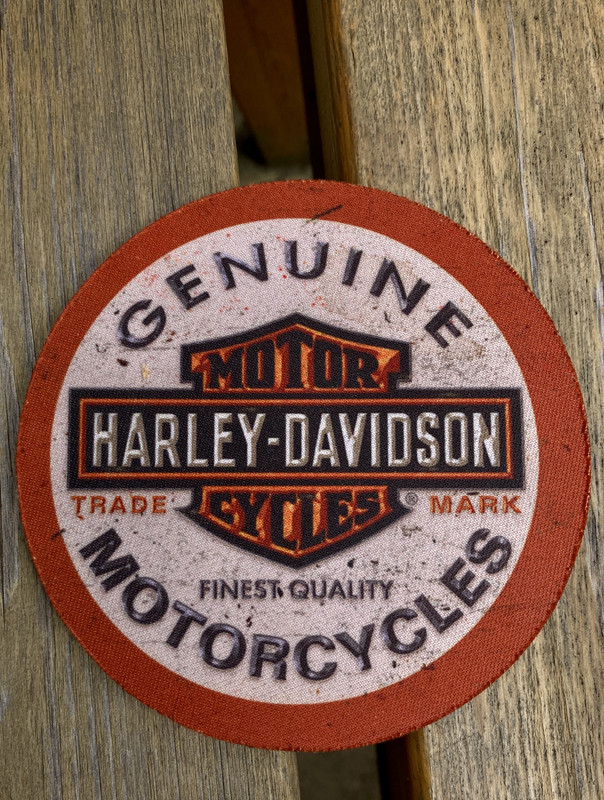 GENUINE
MOTOR
HARLEY-DAVIDSON
TRADE CYCLES ® MARK
FINEST QUALITY
MOTORCYCLES